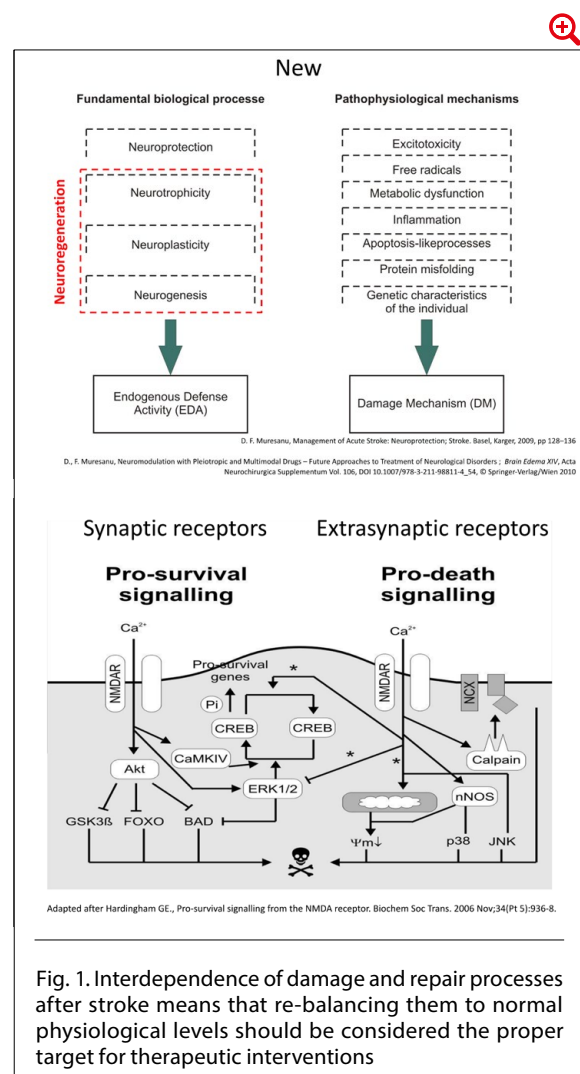 New
Fundamental biological processe
Neuroprotection
Neuroregeneration
Neurotrophicity
Neuroplasticity
Neurogenesis
Endogenous Defense
Activity (EDA)
Pathophysiological mechanisms
Excitotoxicity
Free radicals
Metabolic dysfunction
Inflammation
Apoptosis-likeprocesses
Protein misfolding
Genetic characteristics
of the individual
Damage Mechanism (DM)
D. F. Muresanu, Management of Acute Stroke: Neuroprotection; Stroke. Basel, Karger, 2009, pp 128–136
D., F. Muresanu, Neuromodulation with Pleiotropic and Multimodal Drugs – Future Approaches to Treatment of Neurological Disorders ; Brain Edema XIV, Acta
Neurochirurgica Supplementum Vol. 106, DOI 10.1007/978-3-211-98811-4_54, © Springer-Verlag/Wien 2010
Synaptic receptors
Extrasynaptic receptors
Pro-survival
signalling
Pro-death
signalling
Ca²⁺
Ca²⁺
NMDAR
Pro-survival
genes
*
NMDAR
NCX
Pi
CREB
CREB
CaMKIV
*
*
Calpain
Akt
ERK1/2
nNOS
GSK3ß
FOXO
BAD
Ψm↓
p38
JNK
Adapted after Hardingham GE., Pro-survival signalling from the NMDA receptor. Biochem Soc Trans. 2006 Nov;34(Pt 5):936-8.
Fig. 1. Interdependence of damage and repair processes
after stroke means that re-balancing them to normal
physiological levels should be considered the proper
target for therapeutic interventions